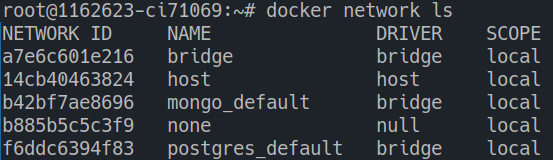 root@1162623-ci71069:~# docker network ls
NETWORK ID     NAME               DRIVER    SCOPE
a7e6c601e216   bridge             bridge    local
14cb40463824   host               host      local
b42bf7ae8696   mongo_default      bridge    local
b885b5c5c3f9   none               null      local
f6ddc6394f83   postgres_default   bridge    local